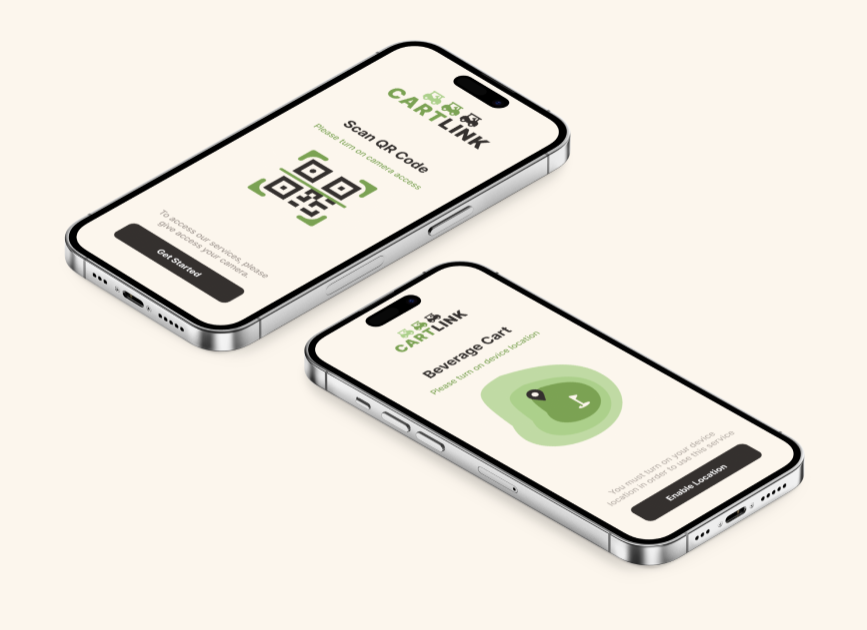 CARTLINK
Scan QR Code
Please turn on camera access
To access our services, please
give access your camera.
Get Started
CARTLINK
Beverage Cart
Please turn on device location
You must turn on your device
location in order to use this service
Enable Location